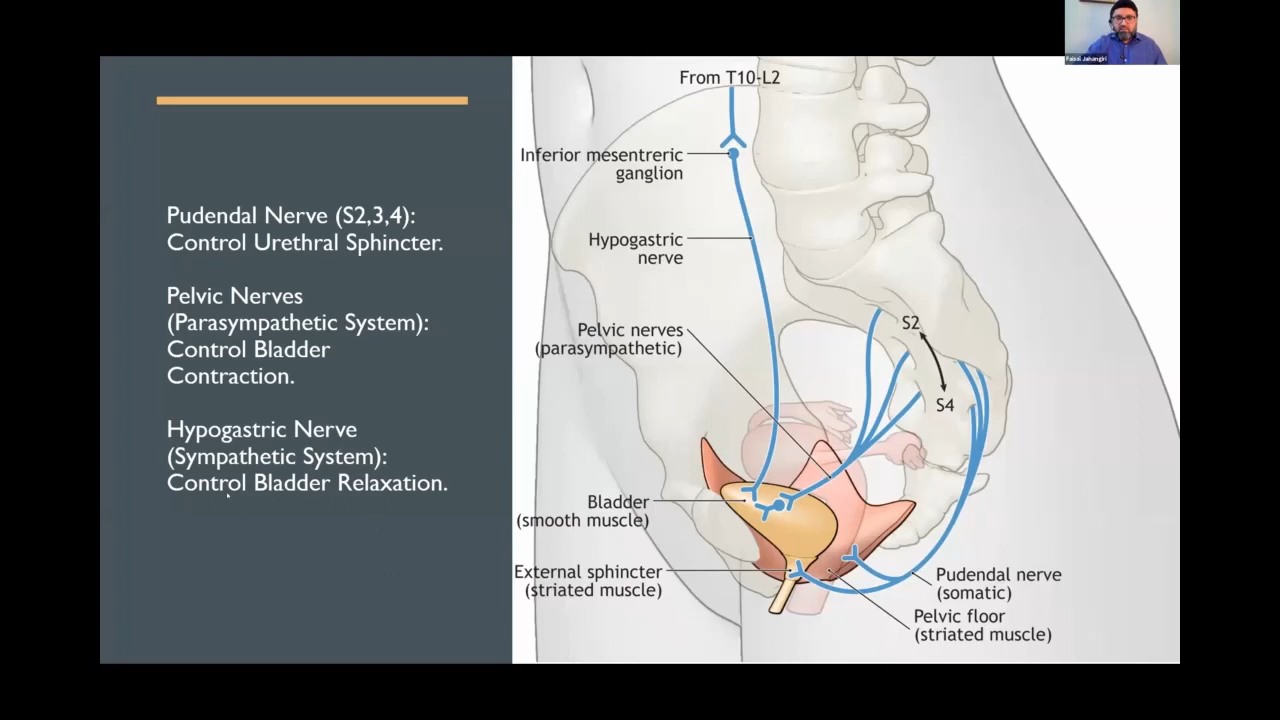 Faisal Jahangiri
Pudendal Nerve (S2,3,4):
Control Urethral Sphincter.
Pelvic Nerves
(Parasympathetic System):
Control Bladder
Contraction.
Hypogastric Nerve
(Sympathetic System):
Control Bladder Relaxation.
From T10-L2
Inferior mesentreric
ganglion
Hypogastric
nerve
Pelvic nerves
(parasympathetic)
S2
S4
Bladder
(smooth muscle)
External sphincter
(striated muscle)
Pudendal nerve
(somatic)
Pelvic floor
(striated muscle)